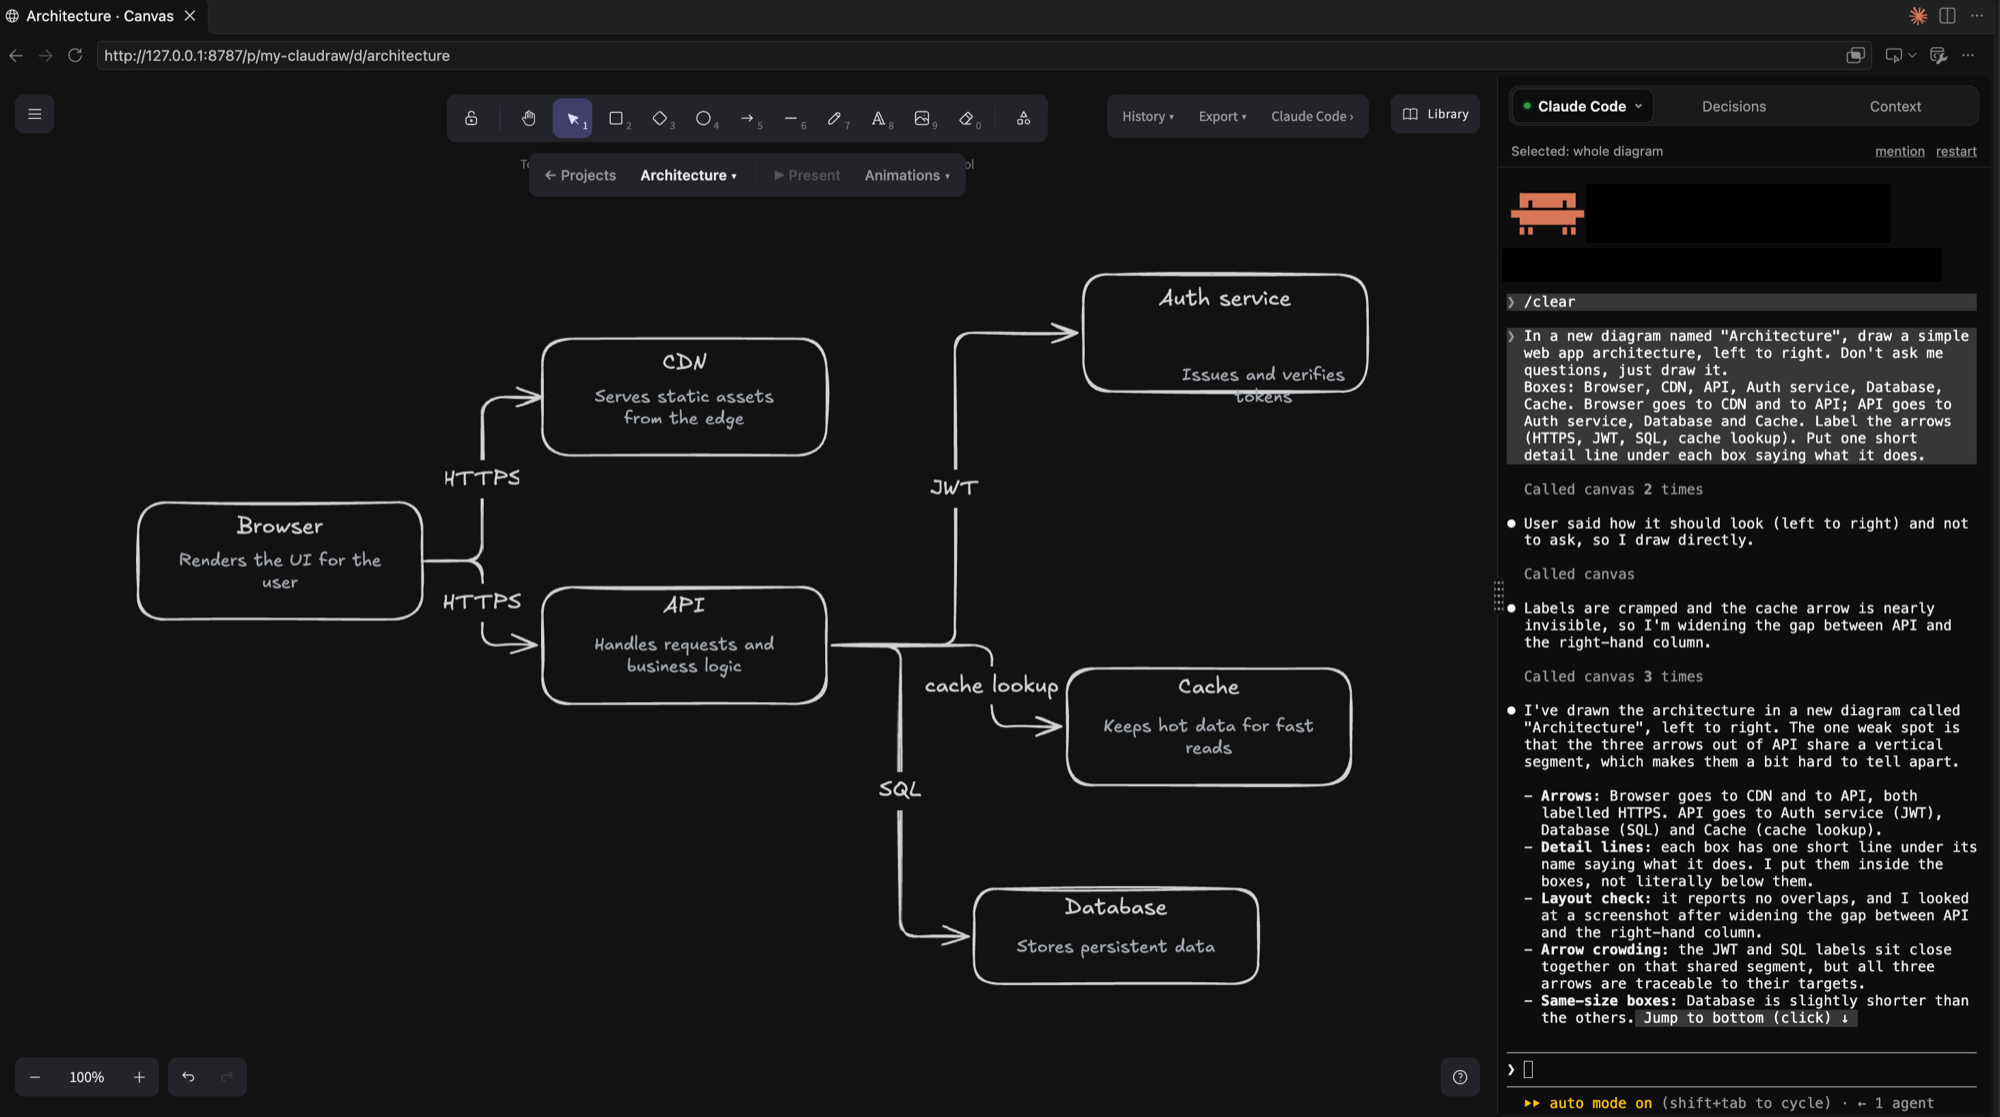 Architecture · Canvas
http://127.0.0.1:8787/p/my-claudraw/d/architecture
1 2 3 4 5 6 7 8 9 0
History Export Claude Code › Library
← Projects Architecture Present Animations
Claude Code Decisions Context
Selected: whole diagram mention restart
Auth service
Issues and verifies
tokens
CDN
Serves static assets
from the edge
HTTPS
JWT
Browser
Renders the UI for the
user
HTTPS
API
Handles requests and
business logic
cache lookup
Cache
Keeps hot data for fast
reads
SQL
Database
Stores persistent data
100%
❯ /clear
❯ In a new diagram named "Architecture", draw a simple
web app architecture, left to right. Don't ask me
questions, just draw it.
Boxes: Browser, CDN, API, Auth service, Database,
Cache. Browser goes to CDN and to API; API goes to
Auth service, Database and Cache. Label the arrows
(HTTPS, JWT, SQL, cache lookup). Put one short
detail line under each box saying what it does.
Called canvas 2 times
● User said how it should look (left to right) and not
to ask, so I draw directly.
Called canvas
● Labels are cramped and the cache arrow is nearly
invisible, so I'm widening the gap between API and
the right-hand column.
Called canvas 3 times
● I've drawn the architecture in a new diagram called
"Architecture", left to right. The one weak spot is
that the three arrows out of API share a vertical
segment, which makes them a bit hard to tell apart.
- Arrows: Browser goes to CDN and to API, both
labelled HTTPS. API goes to Auth service (JWT),
Database (SQL) and Cache (cache lookup).
- Detail lines: each box has one short line under its
name saying what it does. I put them inside the
boxes, not literally below them.
- Layout check: it reports no overlaps, and I looked
at a screenshot after widening the gap between API
and the right-hand column.
- Arrow crowding: the JWT and SQL labels sit close
together on that shared segment, but all three
arrows are traceable to their targets.
- Same-size boxes: Database is slightly shorter than
the others. Jump to bottom (click) ↓
❯
auto mode on (shift+tab to cycle) · ← 1 agent